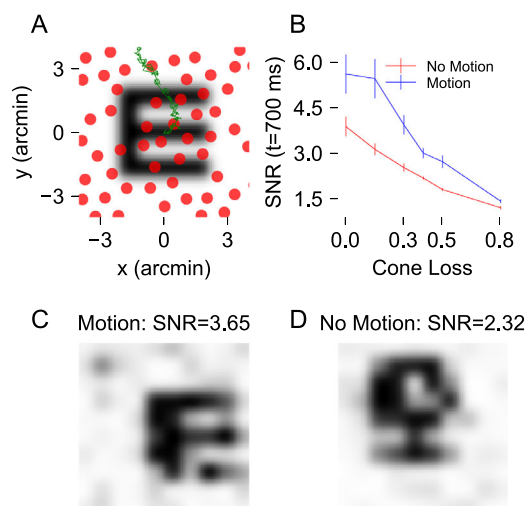 A
y (arcmin)
3
0
−3
−3 0 3
x (arcmin)
B
SNR (t=700 ms)
6.0
4.5
3.0
1.5
No Motion
Motion
0.0 0.3 0.5 0.8
Cone Loss
C Motion: SNR=3.65
D No Motion: SNR=2.32
E